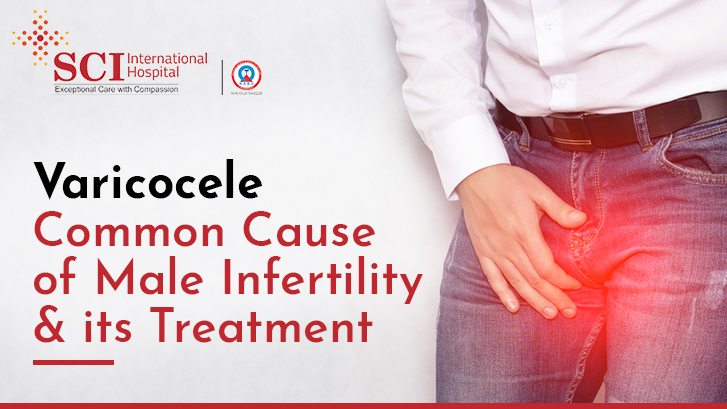 SCI International
Hospital
Exceptional Care with Compassion
Varicocele
Common Cause
of Male Infertility
& its Treatment